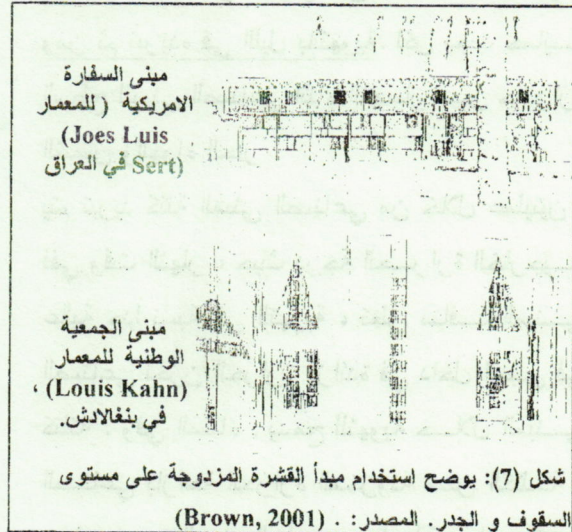 مبنى السفارة
الامريكية ( للمعمار
(Joes Luis
Sert) في العراق
مبنى الجمعية
الوطنية للمعمار
(Louis Kahn) ،
في بنغالادش.
شكل (7): يوضح استخدام مبدأ القشرة المزدوجة على مستوى
السقوف و الجدر. المصدر: . (Brown, 2001)